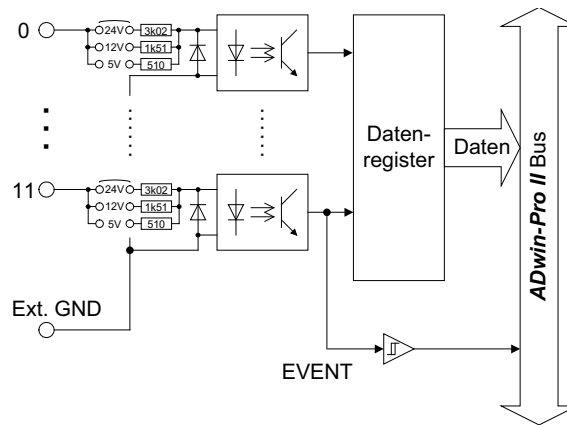 0
24V 3k02
12V 1k51
5V 510
11
24V 3k02
12V 1k51
5V 510
Ext. GND
Daten-
register
Daten
EVENT
ADwin-Pro II Bus